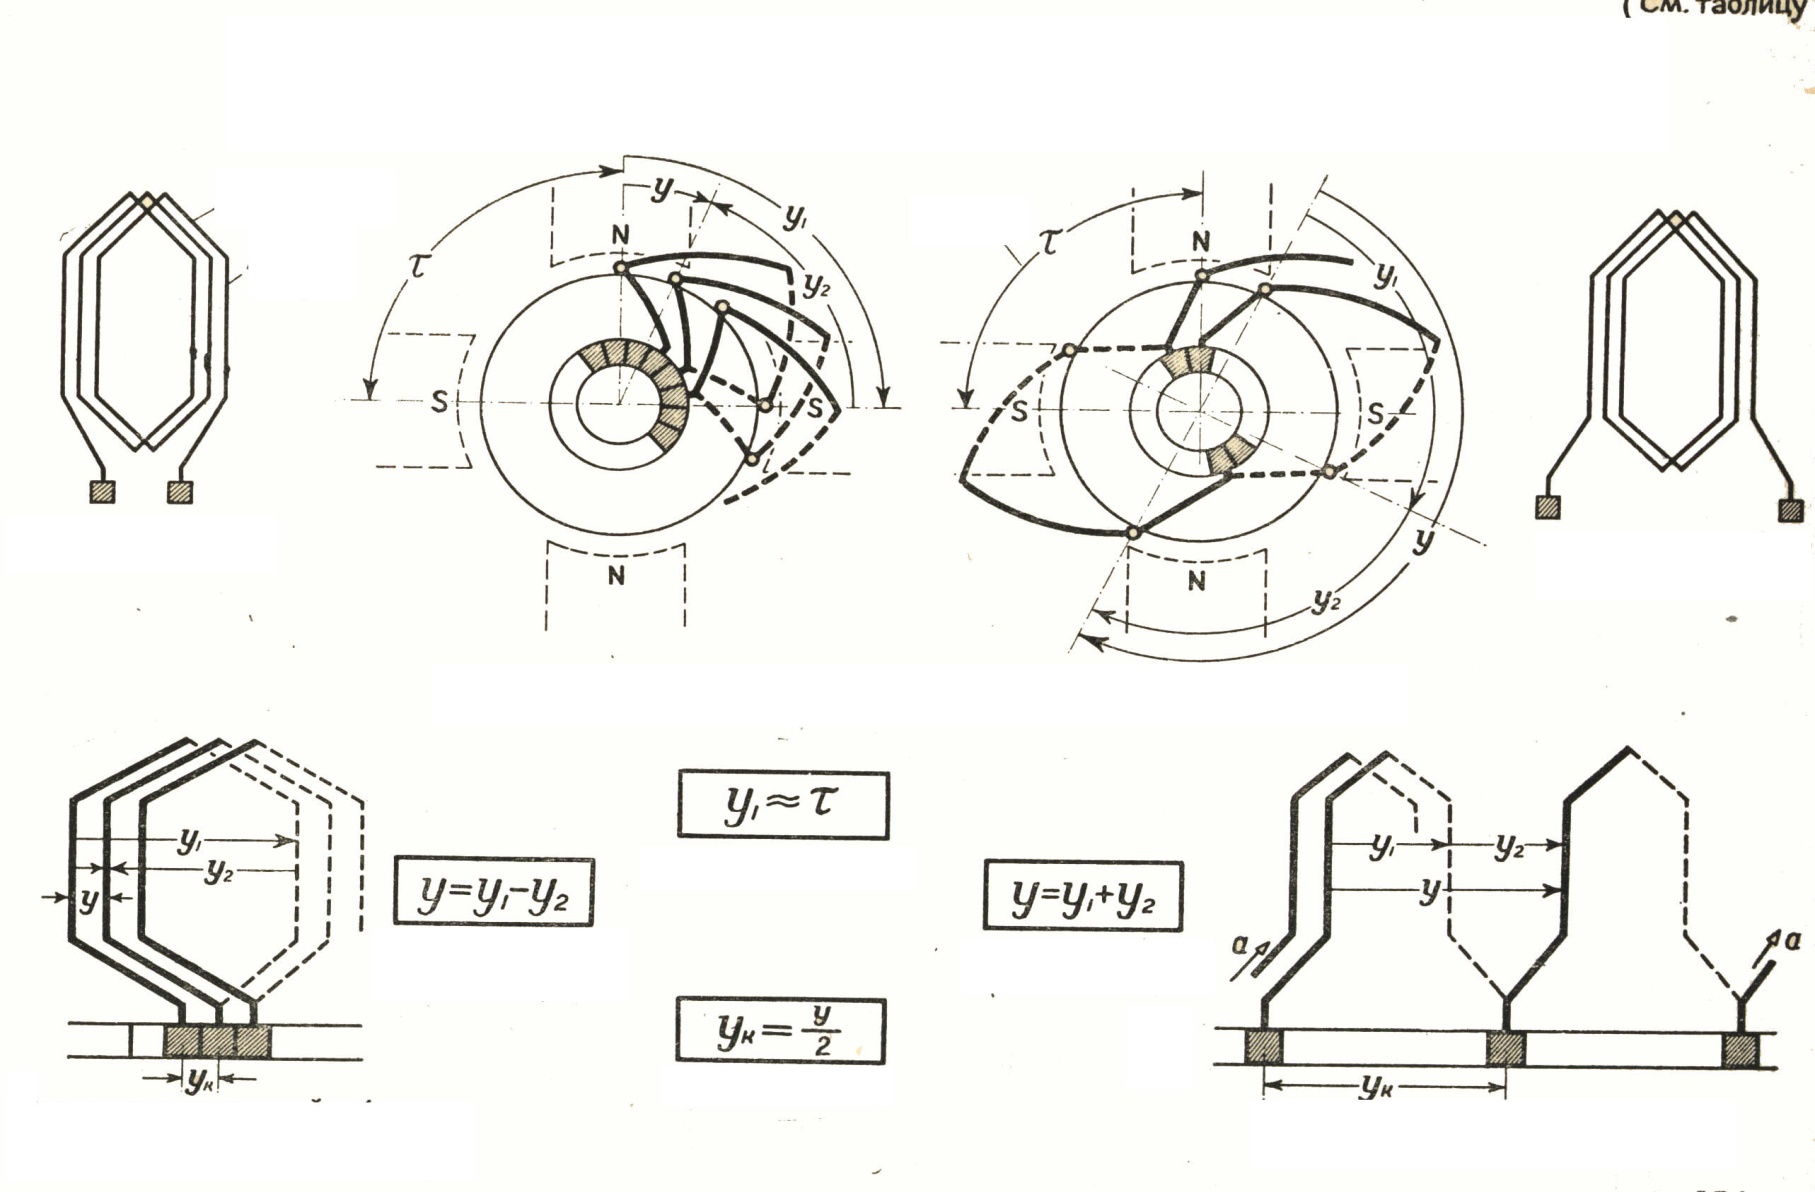 ( См. таблицу
τ
y
y₁
y₂
N
S
S
N
τ
N
y₁
S
S
y
N
y₂
y₁
y₂
y
yк
y=y₁-y₂
y₁≈τ
yк=y/2
y=y₁+y₂
y₁
y₂
y
a
a
yк